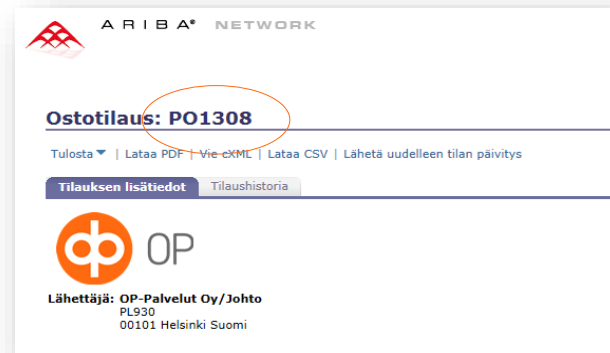 ARIBA® NETWORK
Ostotilaus: PO1308
Tulosta | Lataa PDF | Vie cXML | Lataa CSV | Lähetä uudelleen tilan päivitys
Tilauksen lisätiedot Tilaushistoria
OP
Lähettäjä: OP-Palvelut Oy/Johto
PL930
00101 Helsinki Suomi